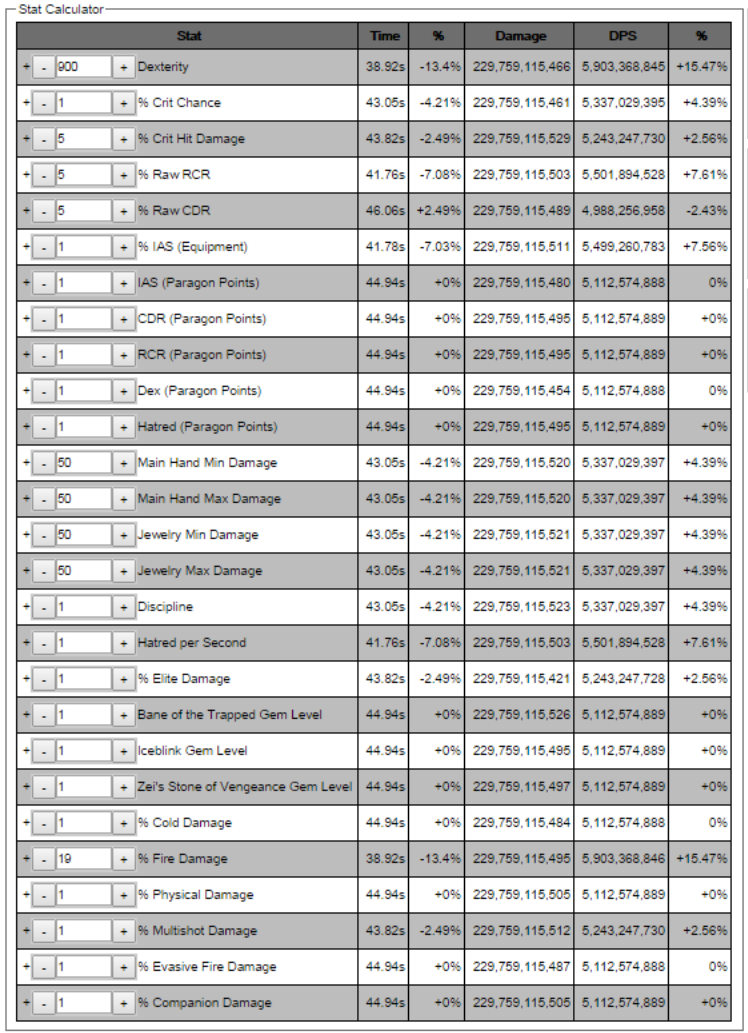 Stat Calculator
Stat Time % Damage DPS %
+ - 900 + Dexterity 38.92s -13.4% 229,759,115,466 5,903,368,845 +15.47%
+ - 1 + % Crit Chance 43.05s -4.21% 229,759,115,461 5,337,029,395 +4.39%
+ - 5 + % Crit Hit Damage 43.82s -2.49% 229,759,115,529 5,243,247,730 +2.56%
+ - 5 + % Raw RCR 41.76s -7.08% 229,759,115,503 5,501,894,528 +7.61%
+ - 5 + % Raw CDR 46.06s +2.49% 229,759,115,489 4,988,256,958 -2.43%
+ - 1 + % IAS (Equipment) 41.78s -7.03% 229,759,115,511 5,499,260,783 +7.56%
+ - 1 + IAS (Paragon Points) 44.94s +0% 229,759,115,480 5,112,574,888 0%
+ - 1 + CDR (Paragon Points) 44.94s +0% 229,759,115,495 5,112,574,889 +0%
+ - 1 + RCR (Paragon Points) 44.94s +0% 229,759,115,495 5,112,574,889 +0%
+ - 1 + Dex (Paragon Points) 44.94s +0% 229,759,115,454 5,112,574,888 0%
+ - 1 + Hatred (Paragon Points) 44.94s +0% 229,759,115,495 5,112,574,889 +0%
+ - 50 + Main Hand Min Damage 43.05s -4.21% 229,759,115,520 5,337,029,397 +4.39%
+ - 50 + Main Hand Max Damage 43.05s -4.21% 229,759,115,520 5,337,029,397 +4.39%
+ - 50 + Jewelry Min Damage 43.05s -4.21% 229,759,115,521 5,337,029,397 +4.39%
+ - 50 + Jewelry Max Damage 43.05s -4.21% 229,759,115,521 5,337,029,397 +4.39%
+ - 1 + Discipline 43.05s -4.21% 229,759,115,523 5,337,029,397 +4.39%
+ - 1 + Hatred per Second 41.76s -7.08% 229,759,115,503 5,501,894,528 +7.61%
+ - 1 + % Elite Damage 43.82s -2.49% 229,759,115,421 5,243,247,728 +2.56%
+ - 1 + Bane of the Trapped Gem Level 44.94s +0% 229,759,115,526 5,112,574,889 +0%
+ - 1 + Iceblink Gem Level 44.94s +0% 229,759,115,495 5,112,574,889 +0%
+ - 1 + Zei's Stone of Vengeance Gem Level 44.94s +0% 229,759,115,497 5,112,574,889 +0%
+ - 1 + % Cold Damage 44.94s +0% 229,759,115,484 5,112,574,888 0%
+ - 19 + % Fire Damage 38.92s -13.4% 229,759,115,495 5,903,368,846 +15.47%
+ - 1 + % Physical Damage 44.94s +0% 229,759,115,505 5,112,574,889 +0%
+ - 1 + % Multishot Damage 43.82s -2.49% 229,759,115,512 5,243,247,730 +2.56%
+ - 1 + % Evasive Fire Damage 44.94s +0% 229,759,115,487 5,112,574,888 0%
+ - 1 + % Companion Damage 44.94s +0% 229,759,115,505 5,112,574,889 +0%